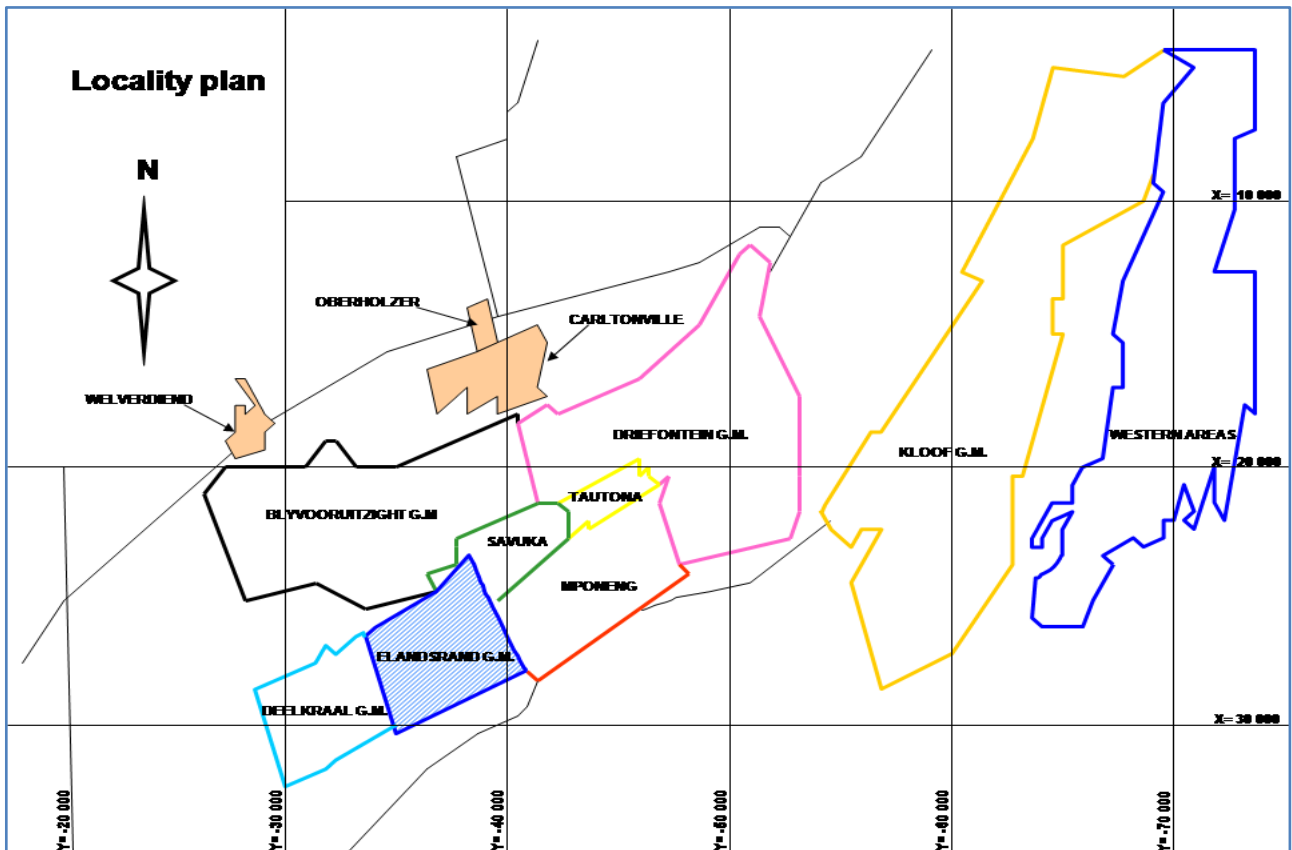 Locality plan
N
X= 10 000
OBERHOLZER
CARLTONVILLE
WELVERDIEND
DRIEFONTEIN G.M.
WESTERN AREAS
KLOOF G.M.
X= 20 000
TAUTONA
BLYVOORUITZIGHT G.M
SAVUKA
MPONENG
ELANDSRAND G.M.
DEELKRAAL G.M.
X= 30 000
Y= -20 000
Y= -30 000
Y= -40 000
Y= -50 000
Y= -60 000
Y= -70 000